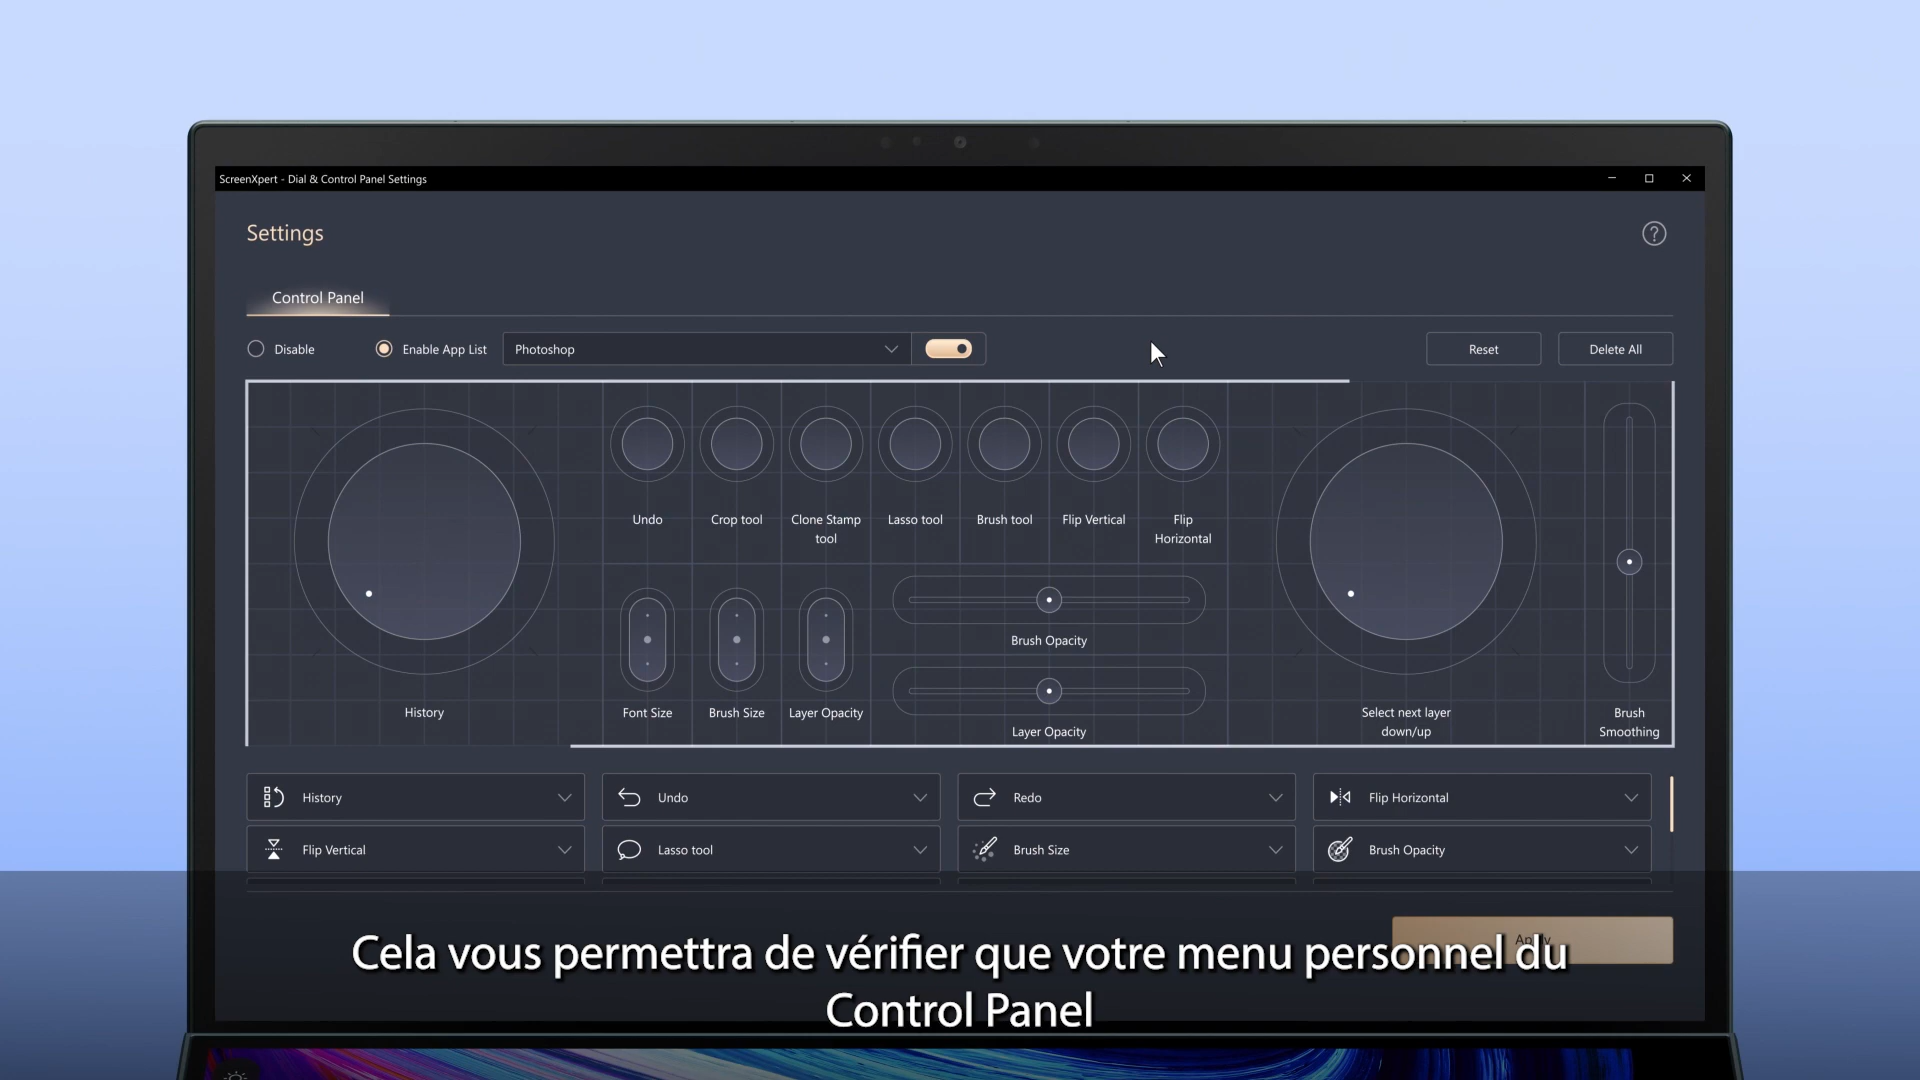 ScreenXpert - Dial & Control Panel Settings
Settings
Control Panel
Disable
Enable App List
Photoshop
Reset
Delete All
Undo
Crop tool
Clone Stamp
tool
Lasso tool
Brush tool
Flip Vertical
Flip
Horizontal
Brush Opacity
History
Font Size
Brush Size
Layer Opacity
Layer Opacity
Select next layer
down/up
Brush
Smoothing
History
Undo
Redo
Flip Horizontal
Flip Vertical
Lasso tool
Brush Size
Brush Opacity
Apply
Cela vous permettra de vérifier que votre menu personnel du
Control Panel